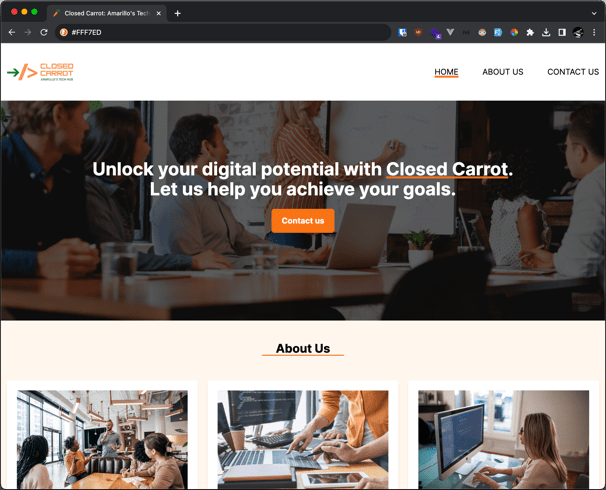 Closed Carrot: Amarillo's Tech
#FFF7ED
CLOSED
CARROT
AMARILLO'S TECH HUB
HOME
ABOUT US
CONTACT US
Unlock your digital potential with Closed Carrot.
Let us help you achieve your goals.
Contact us
About Us